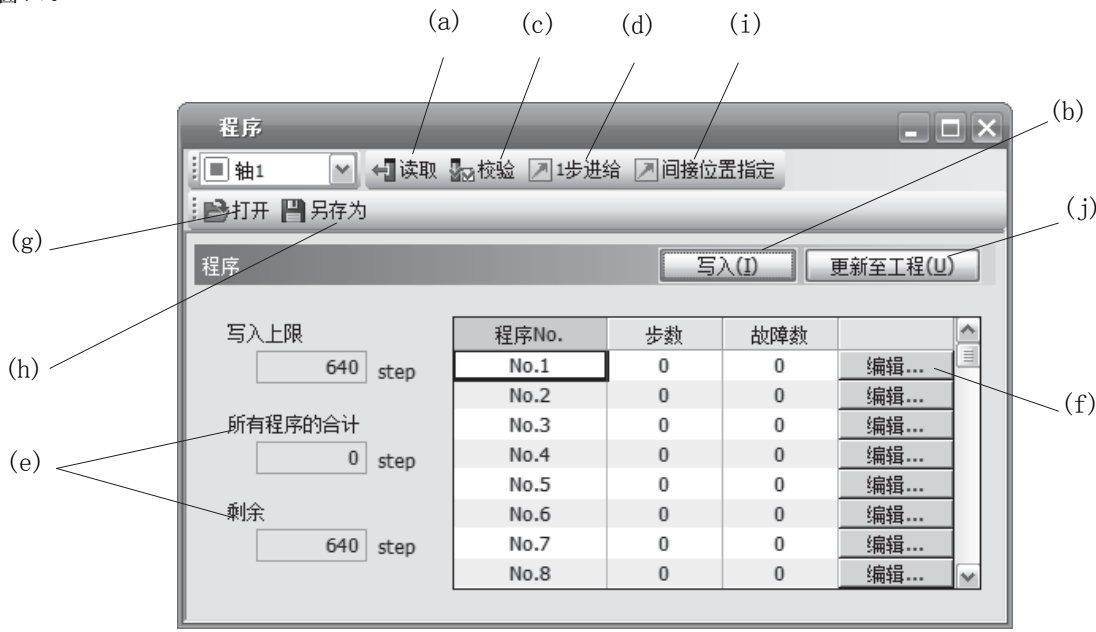 (a) (c) (d) (i)
(b)
程序
轴1 读取 校验 1步进给 间接位置指定
打开 另存为
(g) (j)
程序 写入(I) 更新至工程(U)
写入上限 程序No. 步数 故障数
(h) 640 step No.1 0 0 编辑...
No.2 0 0 编辑...
(f)
所有程序的合计 No.3 0 0 编辑...
(e) 0 step No.4 0 0 编辑...
No.5 0 0 编辑...
剩余 No.6 0 0 编辑...
640 step No.7 0 0 编辑...
No.8 0 0 编辑...